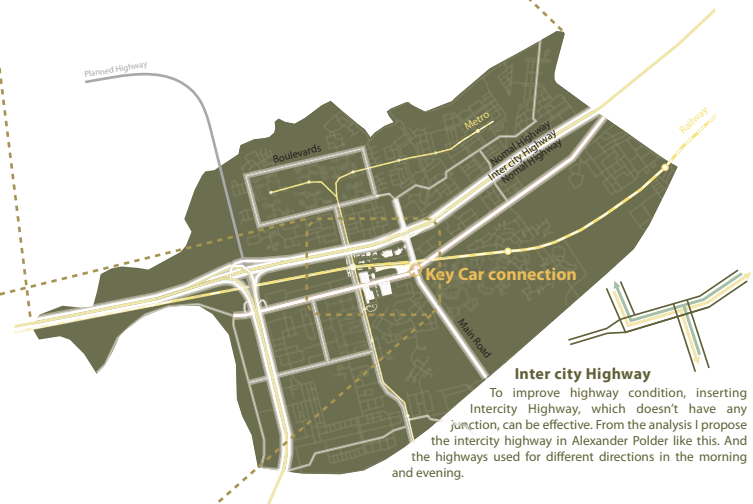 Planned Highway
Metro
Railway
Boulevards
Nomal Highway
Inter city Highway
Nomal Highway
Key Car connection
Main Road
Inter city Highway
To improve highway condition, inserting
Intercity Highway, which doesn't have any
junction, can be effective. From the analysis I propose
the intercity highway in Alexander Polder like this. And
the highways used for different directions in the morning
and evening.